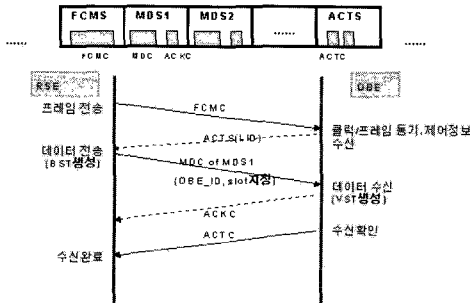 FCMS MDS1 MDS2 ...... ACTS
...... ......
FCMC MDC ACKC ACTC
RSE OBE
프레임 전송 FCMC
클럭/프레임 동기, 제어정보
수신
ACTS(LID)
데이터 전송
(BST생성)
MDC of MDS1
(OBE_ID, slot지정)
데이터 수신
(VST생성)
ACKC
ACTC
수신확인
수신완료